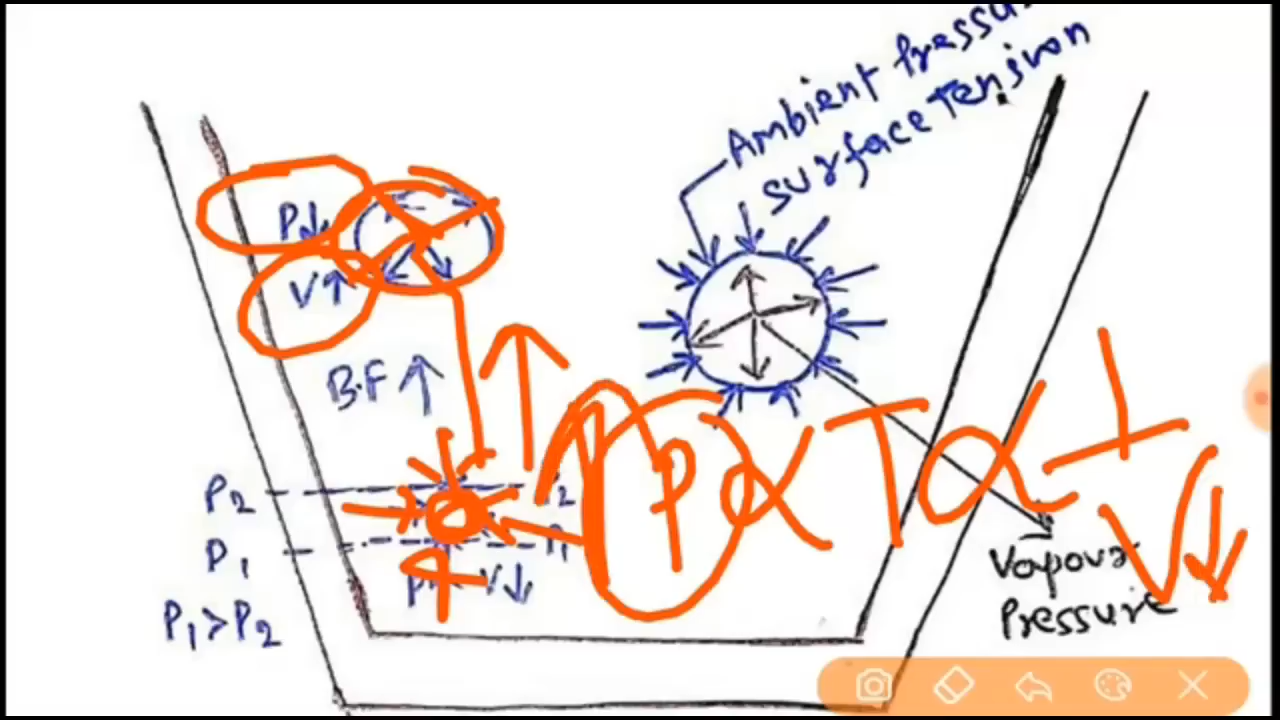 Ambient Pressu
surface Tension
P↓
V↑
B.F ↑
P ∝ T ∝ 1/V↓
P2
P1
V↓
P1 > P2
Vapour
Pressure